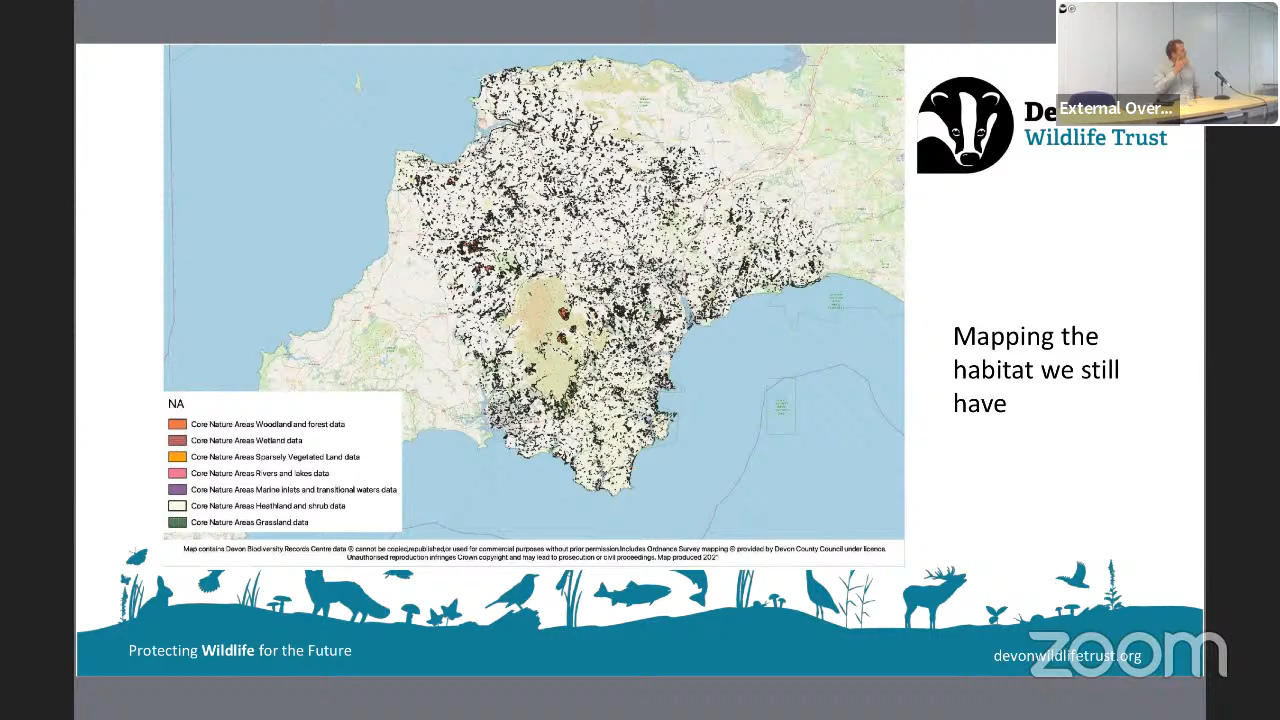 External Over...
De
Wildlife Trust
Mapping the
habitat we still
have
NA
Core Nature Areas Woodland and forest data
Core Nature Areas Wetland data
Core Nature Areas Sparsely Vegetated Land data
Core Nature Areas Rivers and lakes data
Core Nature Areas Marine inlets and transitional waters data
Core Nature Areas Heathland and shrub data
Core Nature Areas Grassland data
Map contains Devon Biodiversity Records Centre data © cannot be copied,republished,or used for commercial purposes without prior permission.Includes Ordnance Survey mapping © provided by Devon County Council under licence.
Unauthorised reproduction infringes Crown copyright and may lead to prosecution or civil proceedings. Map produced 2021
Protecting Wildlife for the Future
devonwildlifetrust.org
zoom